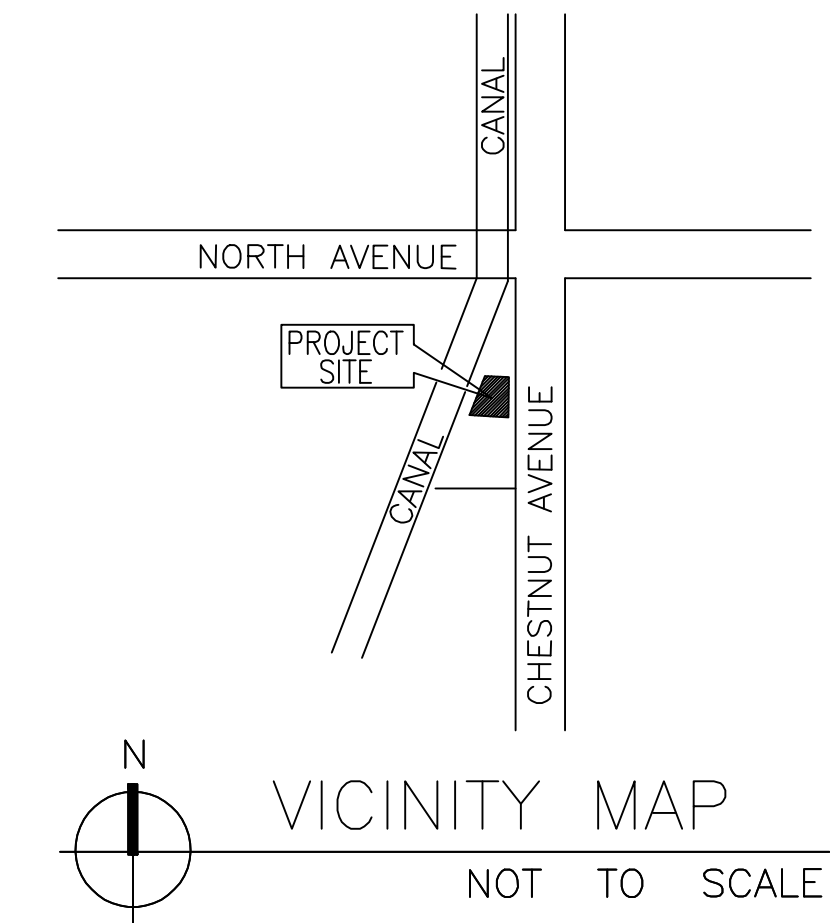 CANAL
NORTH AVENUE
PROJECT
SITE
CANAL
CHESTNUT AVENUE
N
VICINITY MAP
NOT TO SCALE